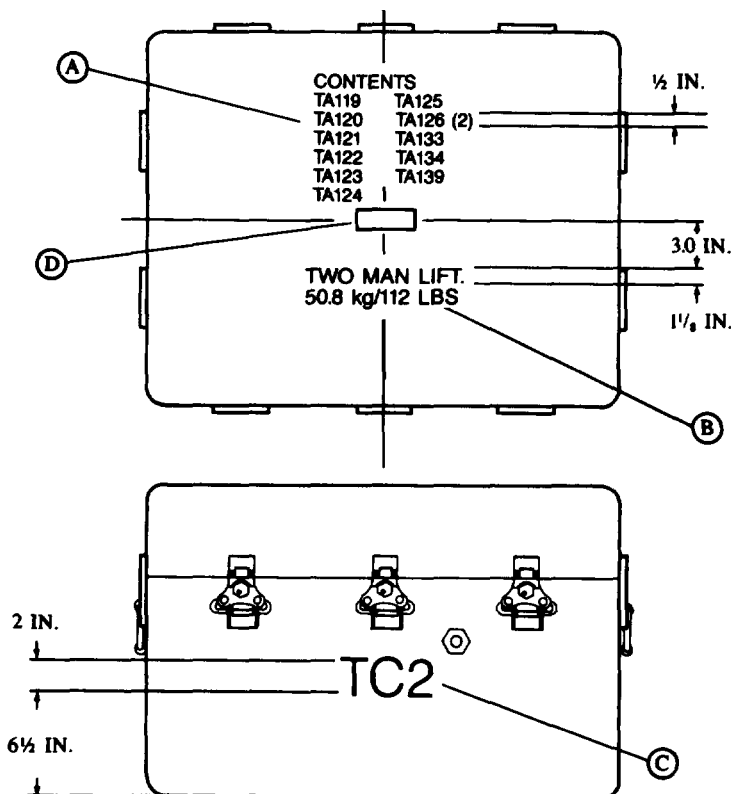 A
CONTENTS
TA119 TA125
TA120 TA126 (2)
TA121 TA133
TA122 TA134
TA123 TA139
TA124
½ IN.
D
3.0 IN.
TWO MAN LIFT.
50.8 kg/112 LBS
1⅛ IN.
B
2 IN.
TC2
6½ IN.
C